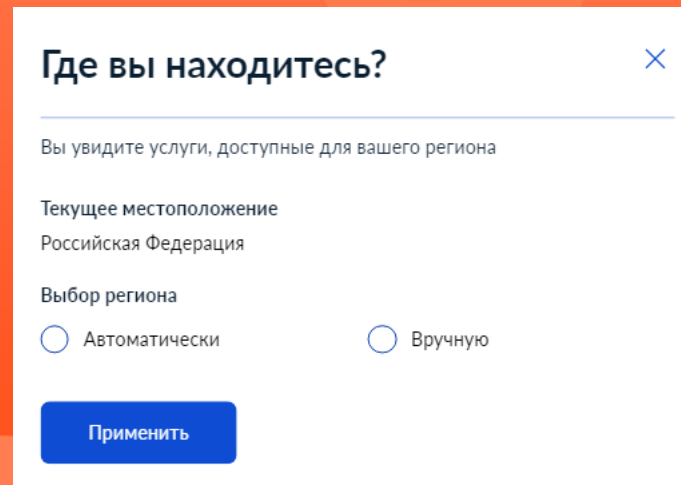 Где вы находитесь?
Вы увидите услуги, доступные для вашего региона
Текущее местоположение
Российская Федерация
Выбор региона
Автоматически Вручную
Применить